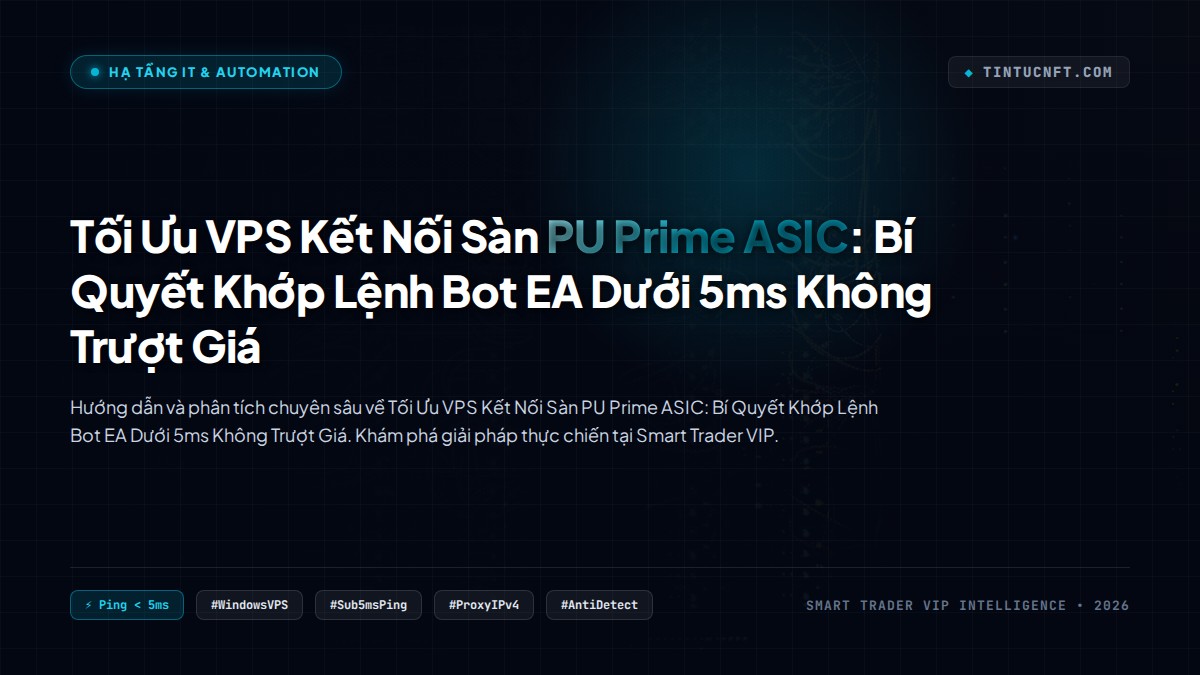 HẠ TẦNG IT & AUTOMATION
TINTUCNFT.COM
Tối Ưu VPS Kết Nối Sàn PU Prime ASIC: Bí
Quyết Khớp Lệnh Bot EA Dưới 5ms Không
Trượt Giá
Hướng dẫn và phân tích chuyên sâu về Tối Ưu VPS Kết Nối Sàn PU Prime ASIC: Bí Quyết Khớp Lệnh
Bot EA Dưới 5ms Không Trượt Giá. Khám phá giải pháp thực chiến tại Smart Trader VIP.
⚡ Ping < 5ms
#WindowsVPS
#Sub5msPing
#ProxyIPv4
#AntiDetect
SMART TRADER VIP INTELLIGENCE • 2026